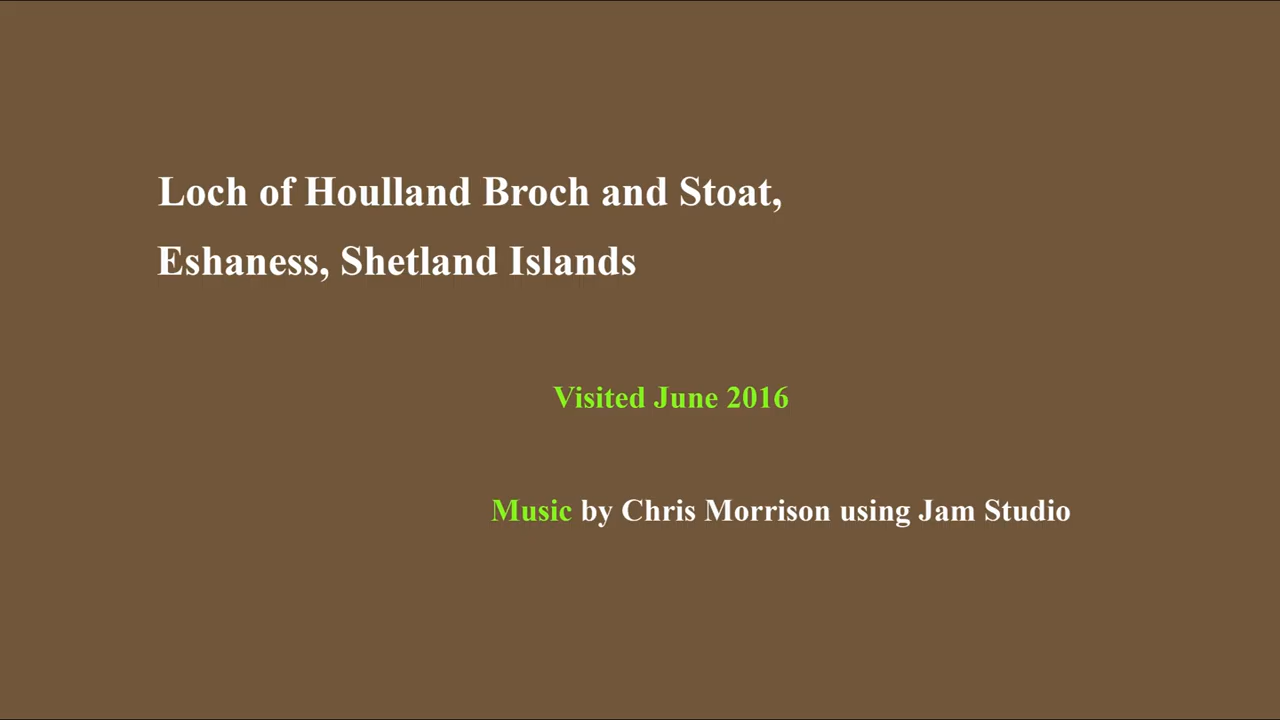 Loch of Houlland Broch and Stoat,
Eshaness, Shetland Islands
Visited June 2016
Music by Chris Morrison using Jam Studio